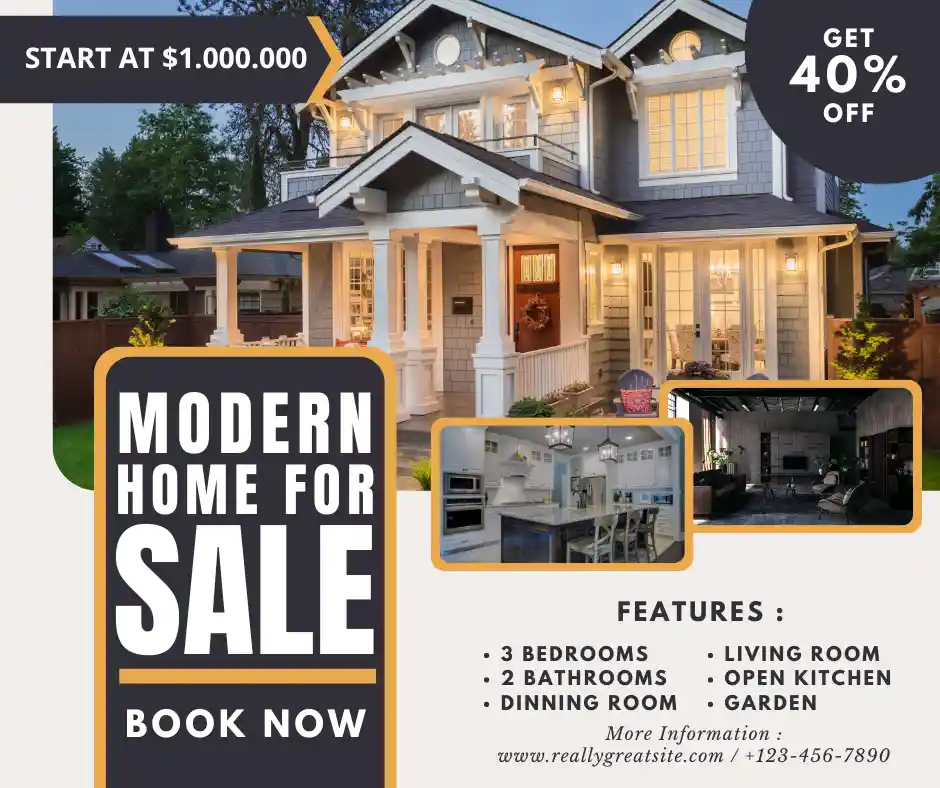 START AT $1.000.000
GET
40%
OFF
MODERN
HOME FOR
SALE
BOOK NOW
FEATURES :
• 3 BEDROOMS
• 2 BATHROOMS
• DINNING ROOM
• LIVING ROOM
• OPEN KITCHEN
• GARDEN
More Information :
www.reallygreatsite.com / +123-456-7890